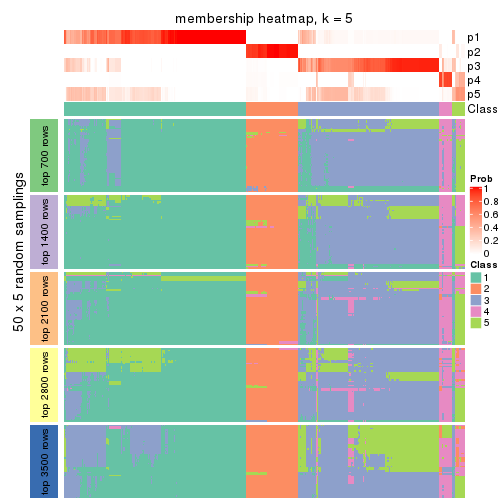 membership heatmap, k = 5
p1
p2
p3
p4
p5
Class
50 x 5 random samplings
top 700 rows
top 1400 rows
top 2100 rows
top 2800 rows
top 3500 rows
Prob
1
0.8
0.6
0.4
0.2
0
Class
1
2
3
4
5